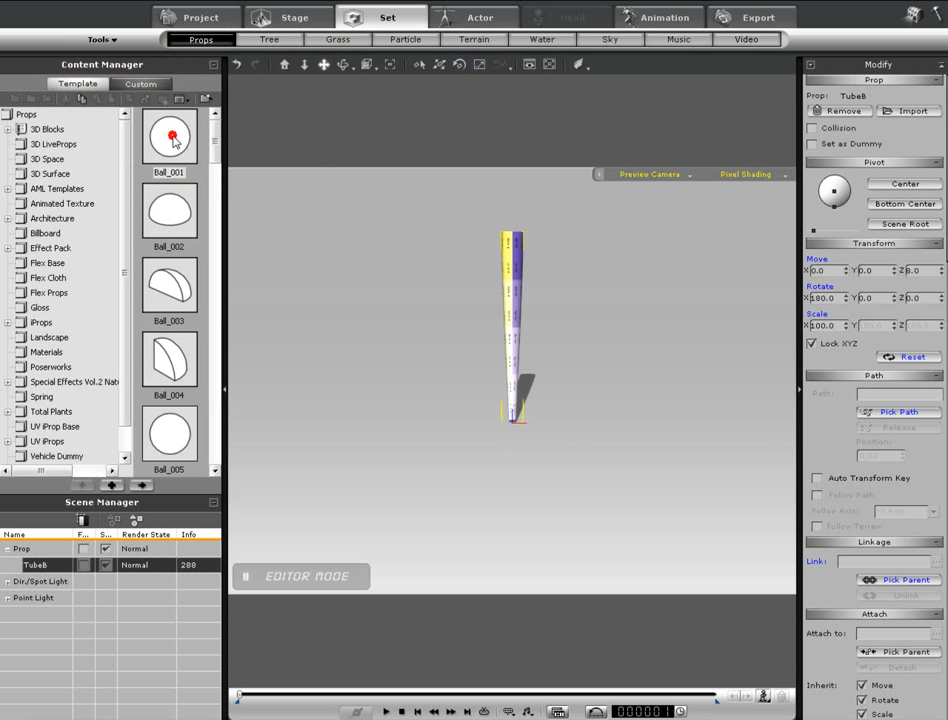 Project Stage Set Actor Head Animation Export
Tools Props Tree Grass Particle Terrain Water Sky Music Video
Content Manager
Template Custom
Props
3D Blocks
3D LiveProps
3D Space
3D Surface
AML Templates
Animated Texture
Architecture
Billboard
Effect Pack
Flex Base
Flex Cloth
Flex Props
Gloss
iProps
Landscape
Materials
Poserworks
Special Effects Vol.2 Natu
Spring
Total Plants
UV iProp Base
UV iProps
Vehicle Dummy
Ball_001
Ball_002
Ball_003
Ball_004
Ball_005
Scene Manager
Name F... S... Render State Info
Prop Normal
TubeB Normal 288
Dir./Spot Light
Point Light
Preview Camera Pixel Shading
EDITOR MODE
000001
Modify
Prop
Prop: TubeB
Remove Import
Collision
Set as Dummy
Pivot
Center
Bottom Center
Scene Root
Transform
Move
X 0.0 Y 0.0 Z 8.0
Rotate
X 180.0 Y 0.0 Z 0.0
Scale
X 100.0 Y Z
Lock XYZ
Reset
Path
Path:
Pick Path
Release
Position:
0.00
Auto Transform Key
Follow Path
Follow Axis:
Follow Terrain
Linkage
Link:
Pick Parent
Unlink
Attach
Attach to:
Pick Parent
Detach
Inherit: Move
Rotate
Scale